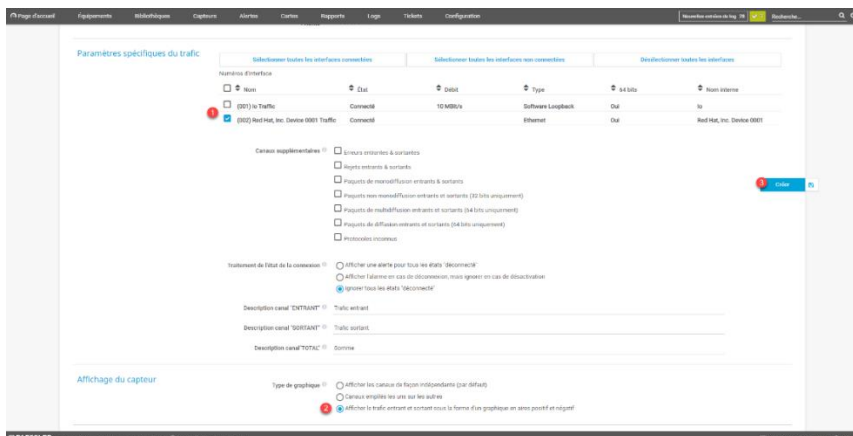 Page d'accueil Équipements Bibliothèques Capteurs Alertes Cartes Rapports Logs Tickets Configuration Nouvelles entrées de log 28 Recherche...
Paramètres spécifiques du trafic
Sélectionner toutes les interfaces connectées Sélectionner toutes les interfaces non connectées Désélectionner toutes les interfaces
Numéros d'interface
Nom État Débit Type 64 bits Nom interne
(001) lo Traffic Connecté 10 MBit/s Software Loopback Oui lo
1 (002) Red Hat, Inc. Device 0001 Traffic Connecté Ethernet Oui Red Hat, Inc. Device 0001
Canaux supplémentaires Erreurs entrantes & sortantes
Rejets entrants & sortants
Paquets de monodiffusion entrants & sortants
Paquets non monodiffusion entrants et sortants (32 bits uniquement)
3 Créer
Paquets de multidiffusion entrants et sortants (64 bits uniquement)
Paquets de diffusion entrants et sortants (64 bits uniquement)
Protocoles inconnus
Traitement de l'état de la connexion Afficher une alerte pour tous les états "déconnecté"
Afficher l'alarme en cas de déconnexion, mais ignorer en cas de désactivation
Ignorer tous les états "déconnecté"
Description canal "ENTRANT" Trafic entrant
Description canal "SORTANT" Trafic sortant
Description canal "TOTAL" Somme
Affichage du capteur
Type de graphique Afficher les canaux de façon indépendante (par défaut)
Canaux empilés les uns sur les autres
2 Afficher le trafic entrant et sortant sous la forme d'un graphique en aires positif et négatif